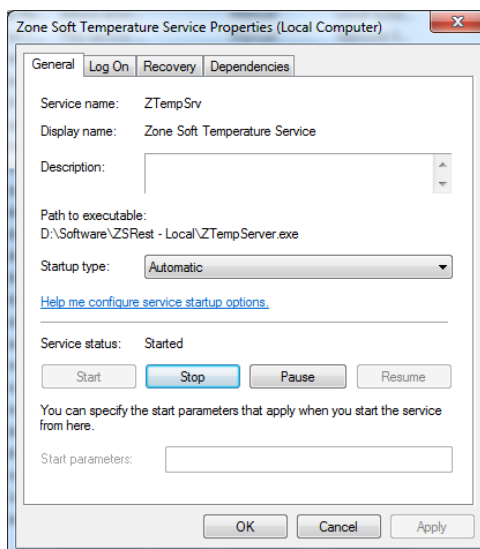 Zone Soft Temperature Service Properties (Local Computer)
General Log On Recovery Dependencies
Service name: ZTempSrv
Display name: Zone Soft Temperature Service
Description:
Path to executable:
D:\Software\ZSRest - Local\ZTempServer.exe
Startup type: Automatic
Help me configure service startup options.
Service status: Started
Start Stop Pause Resume
You can specify the start parameters that apply when you start the service
from here.
Start parameters:
OK Cancel Apply